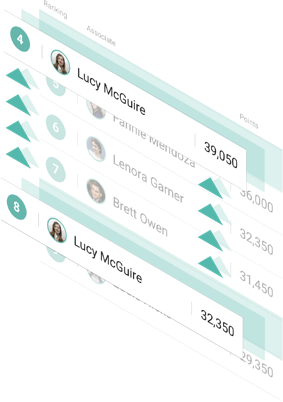 Ranking
Associate
Points
4 Lucy McGuire 39,050
5 Fannie Mendoza 36,000
6 Lenora Garner 32,350
7 Brett Owen 31,450
8 Lucy McGuire 32,350
29,350